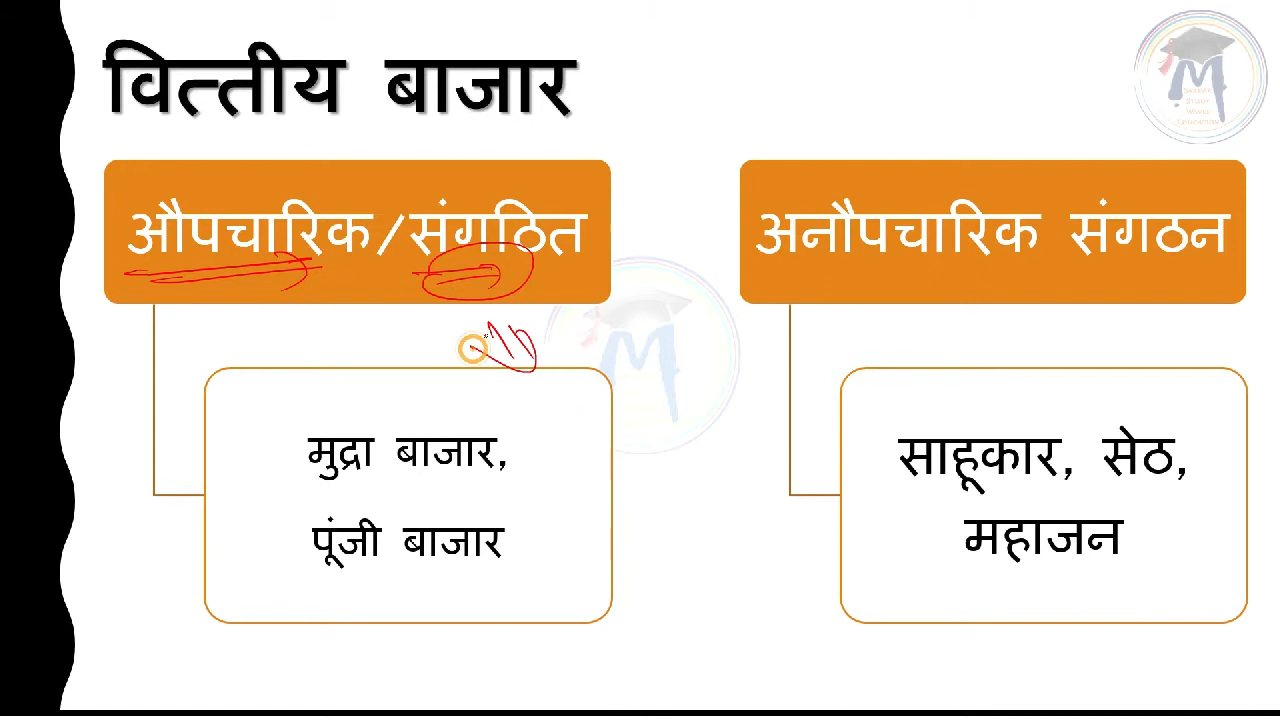 वित्तीय बाजार
औपचारिक/संगठित
मुद्रा बाजार,
पूंजी बाजार
अनौपचारिक संगठन
साहूकार, सेठ,
महाजन